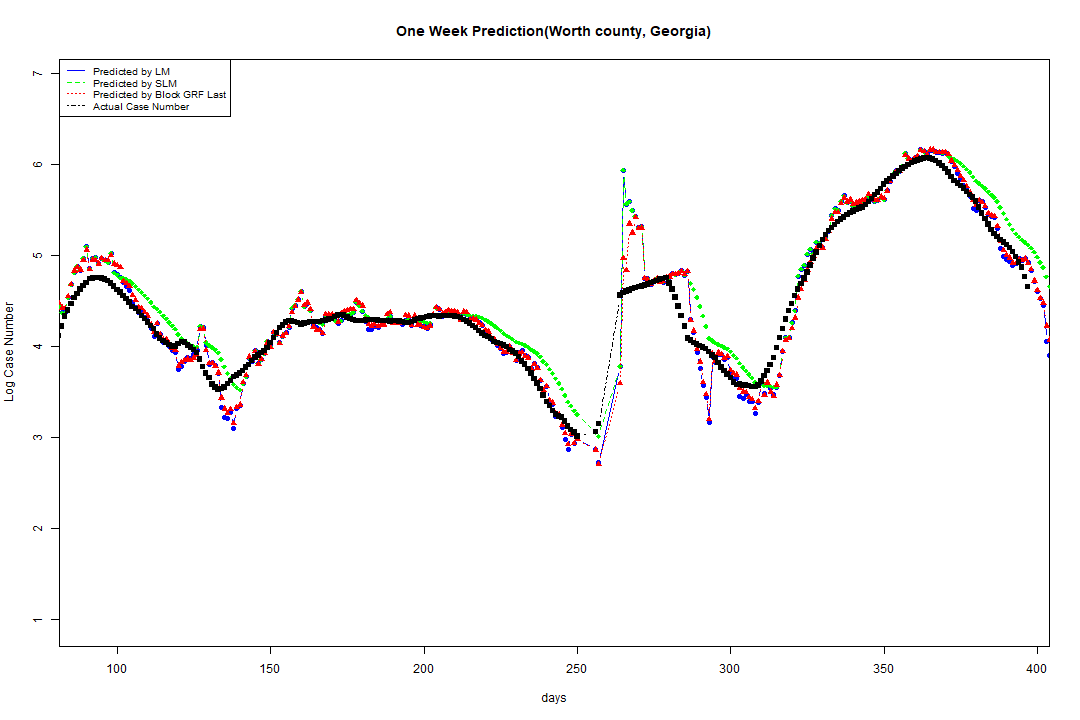 One Week Prediction(Worth county, Georgia)
Predicted by LM
Predicted by SLM
Predicted by Block GRF Last
Actual Case Number
Log Case Number
7
6
5
4
3
2
1
100 150 200 250 300 350 400
days